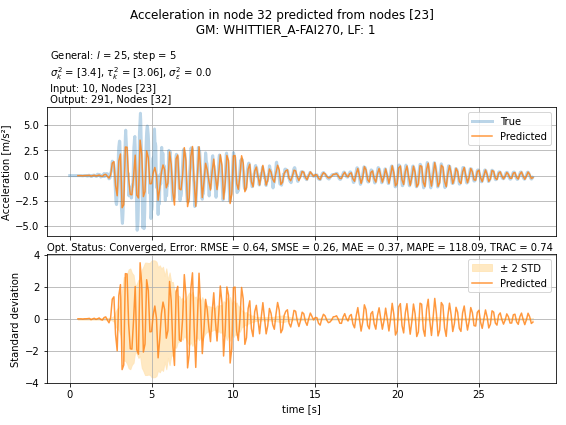 Acceleration in node 32 predicted from nodes [23]
GM: WHITTIER_A-FAI270, LF: 1
General: l = 25, step = 5
σ²ₖ = [3.4], τ²ₖ = [3.06], σ²ε = 0.0
Input: 10, Nodes [23]
Output: 291, Nodes [32]
Acceleration [m/s²]
5.0
2.5
0.0
−2.5
−5.0
True
Predicted
Opt. Status: Converged, Error: RMSE = 0.64, SMSE = 0.26, MAE = 0.37, MAPE = 118.09, TRAC = 0.74
Standard deviation
4
2
0
−2
−4
± 2 STD
Predicted
0 5 10 15 20 25
time [s]